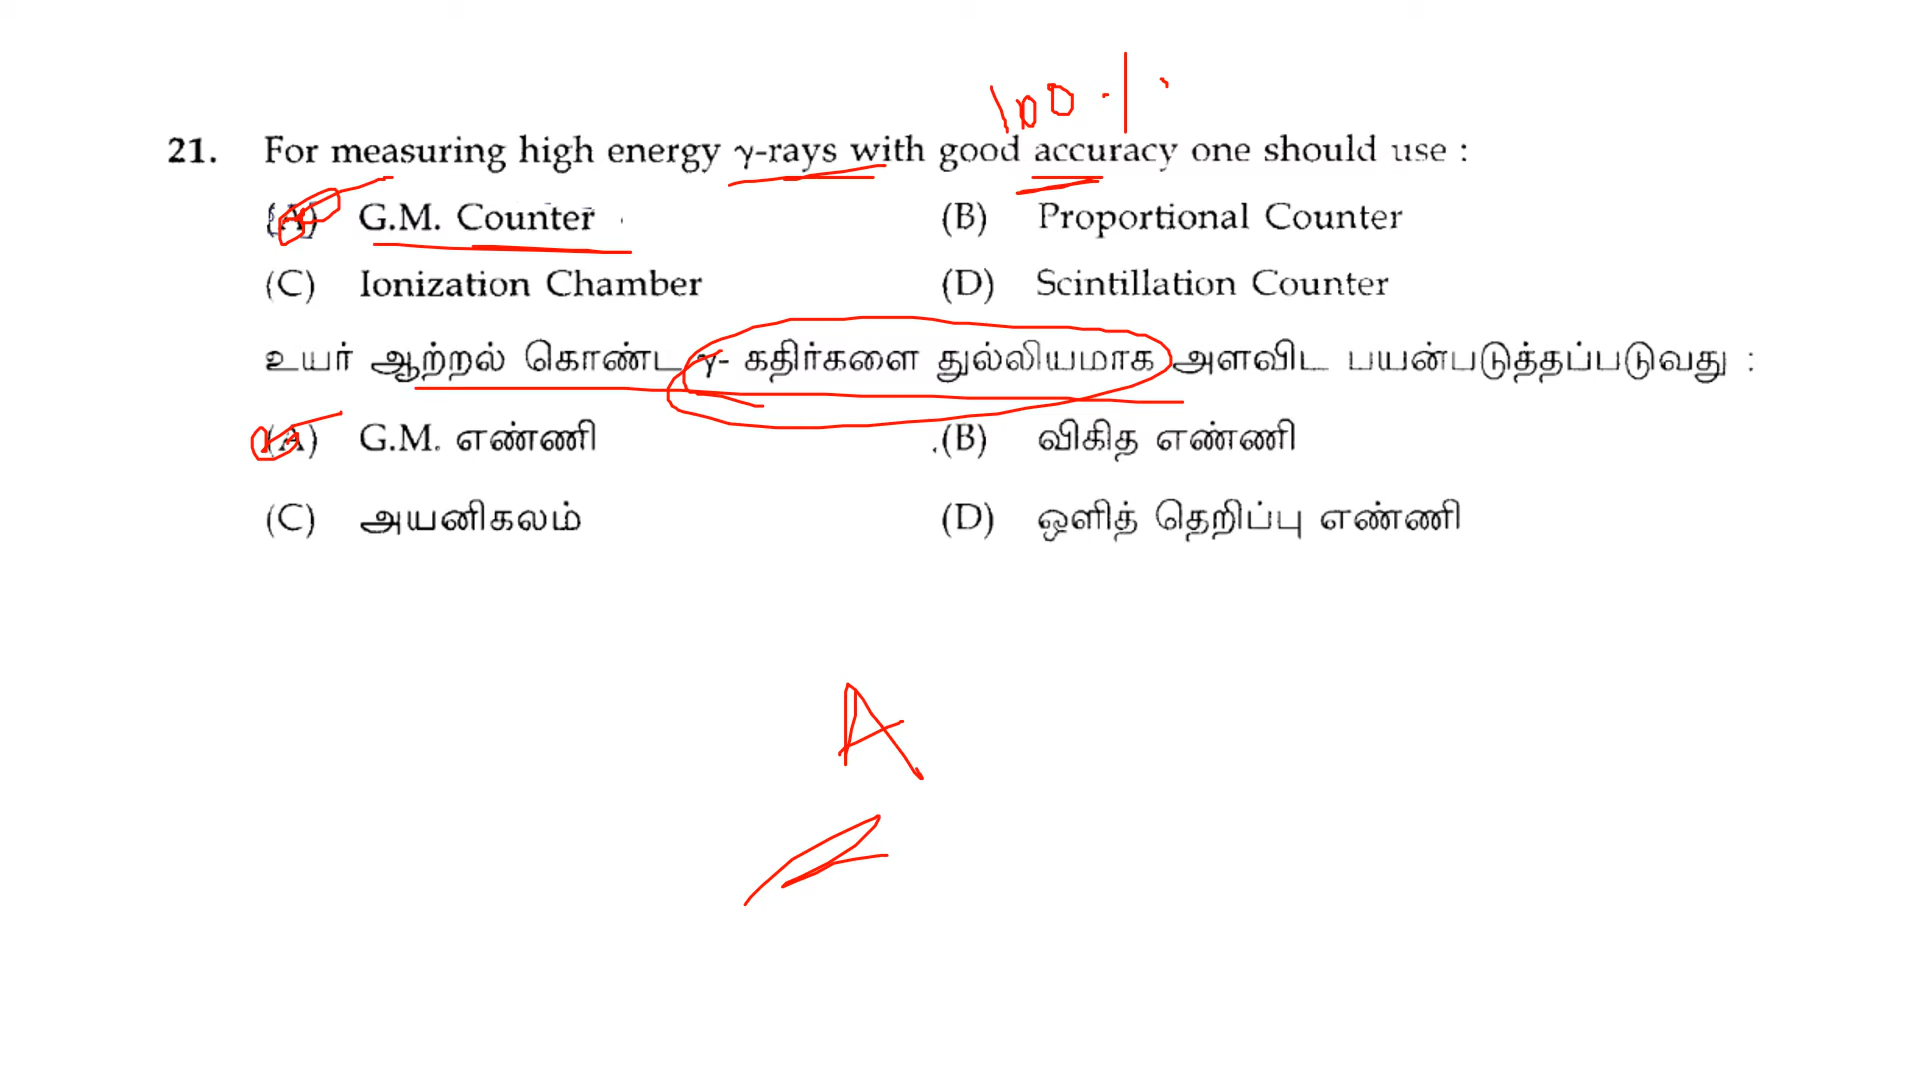 100 %
21. For measuring high energy γ-rays with good accuracy one should use :
(A) G.M. Counter (B) Proportional Counter
(C) Ionization Chamber (D) Scintillation Counter
உயர் ஆற்றல் கொண்ட γ- கதிர்களை துல்லியமாக அளவிட பயன்படுத்தப்படுவது :
(A) G.M. எண்ணி (B) விகித எண்ணி
(C) அயனிகலம் (D) ஒளித் தெறிப்பு எண்ணி
A